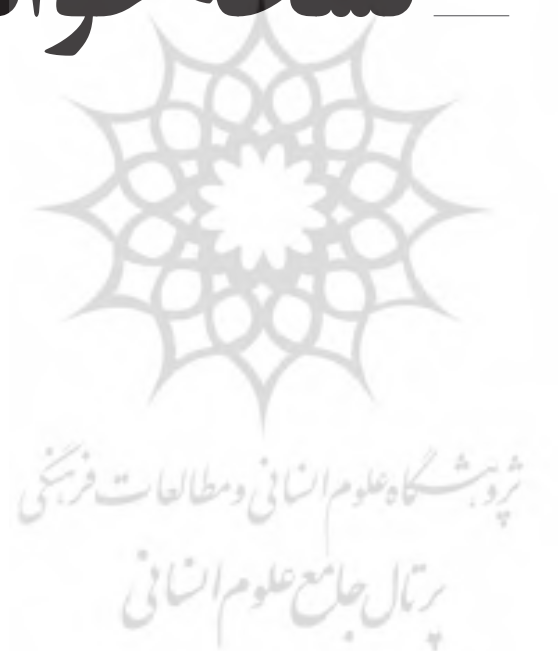 پژوهشگاه علوم انسانی و مطالعات فرهنگی
پرتال جامع علوم انسانی